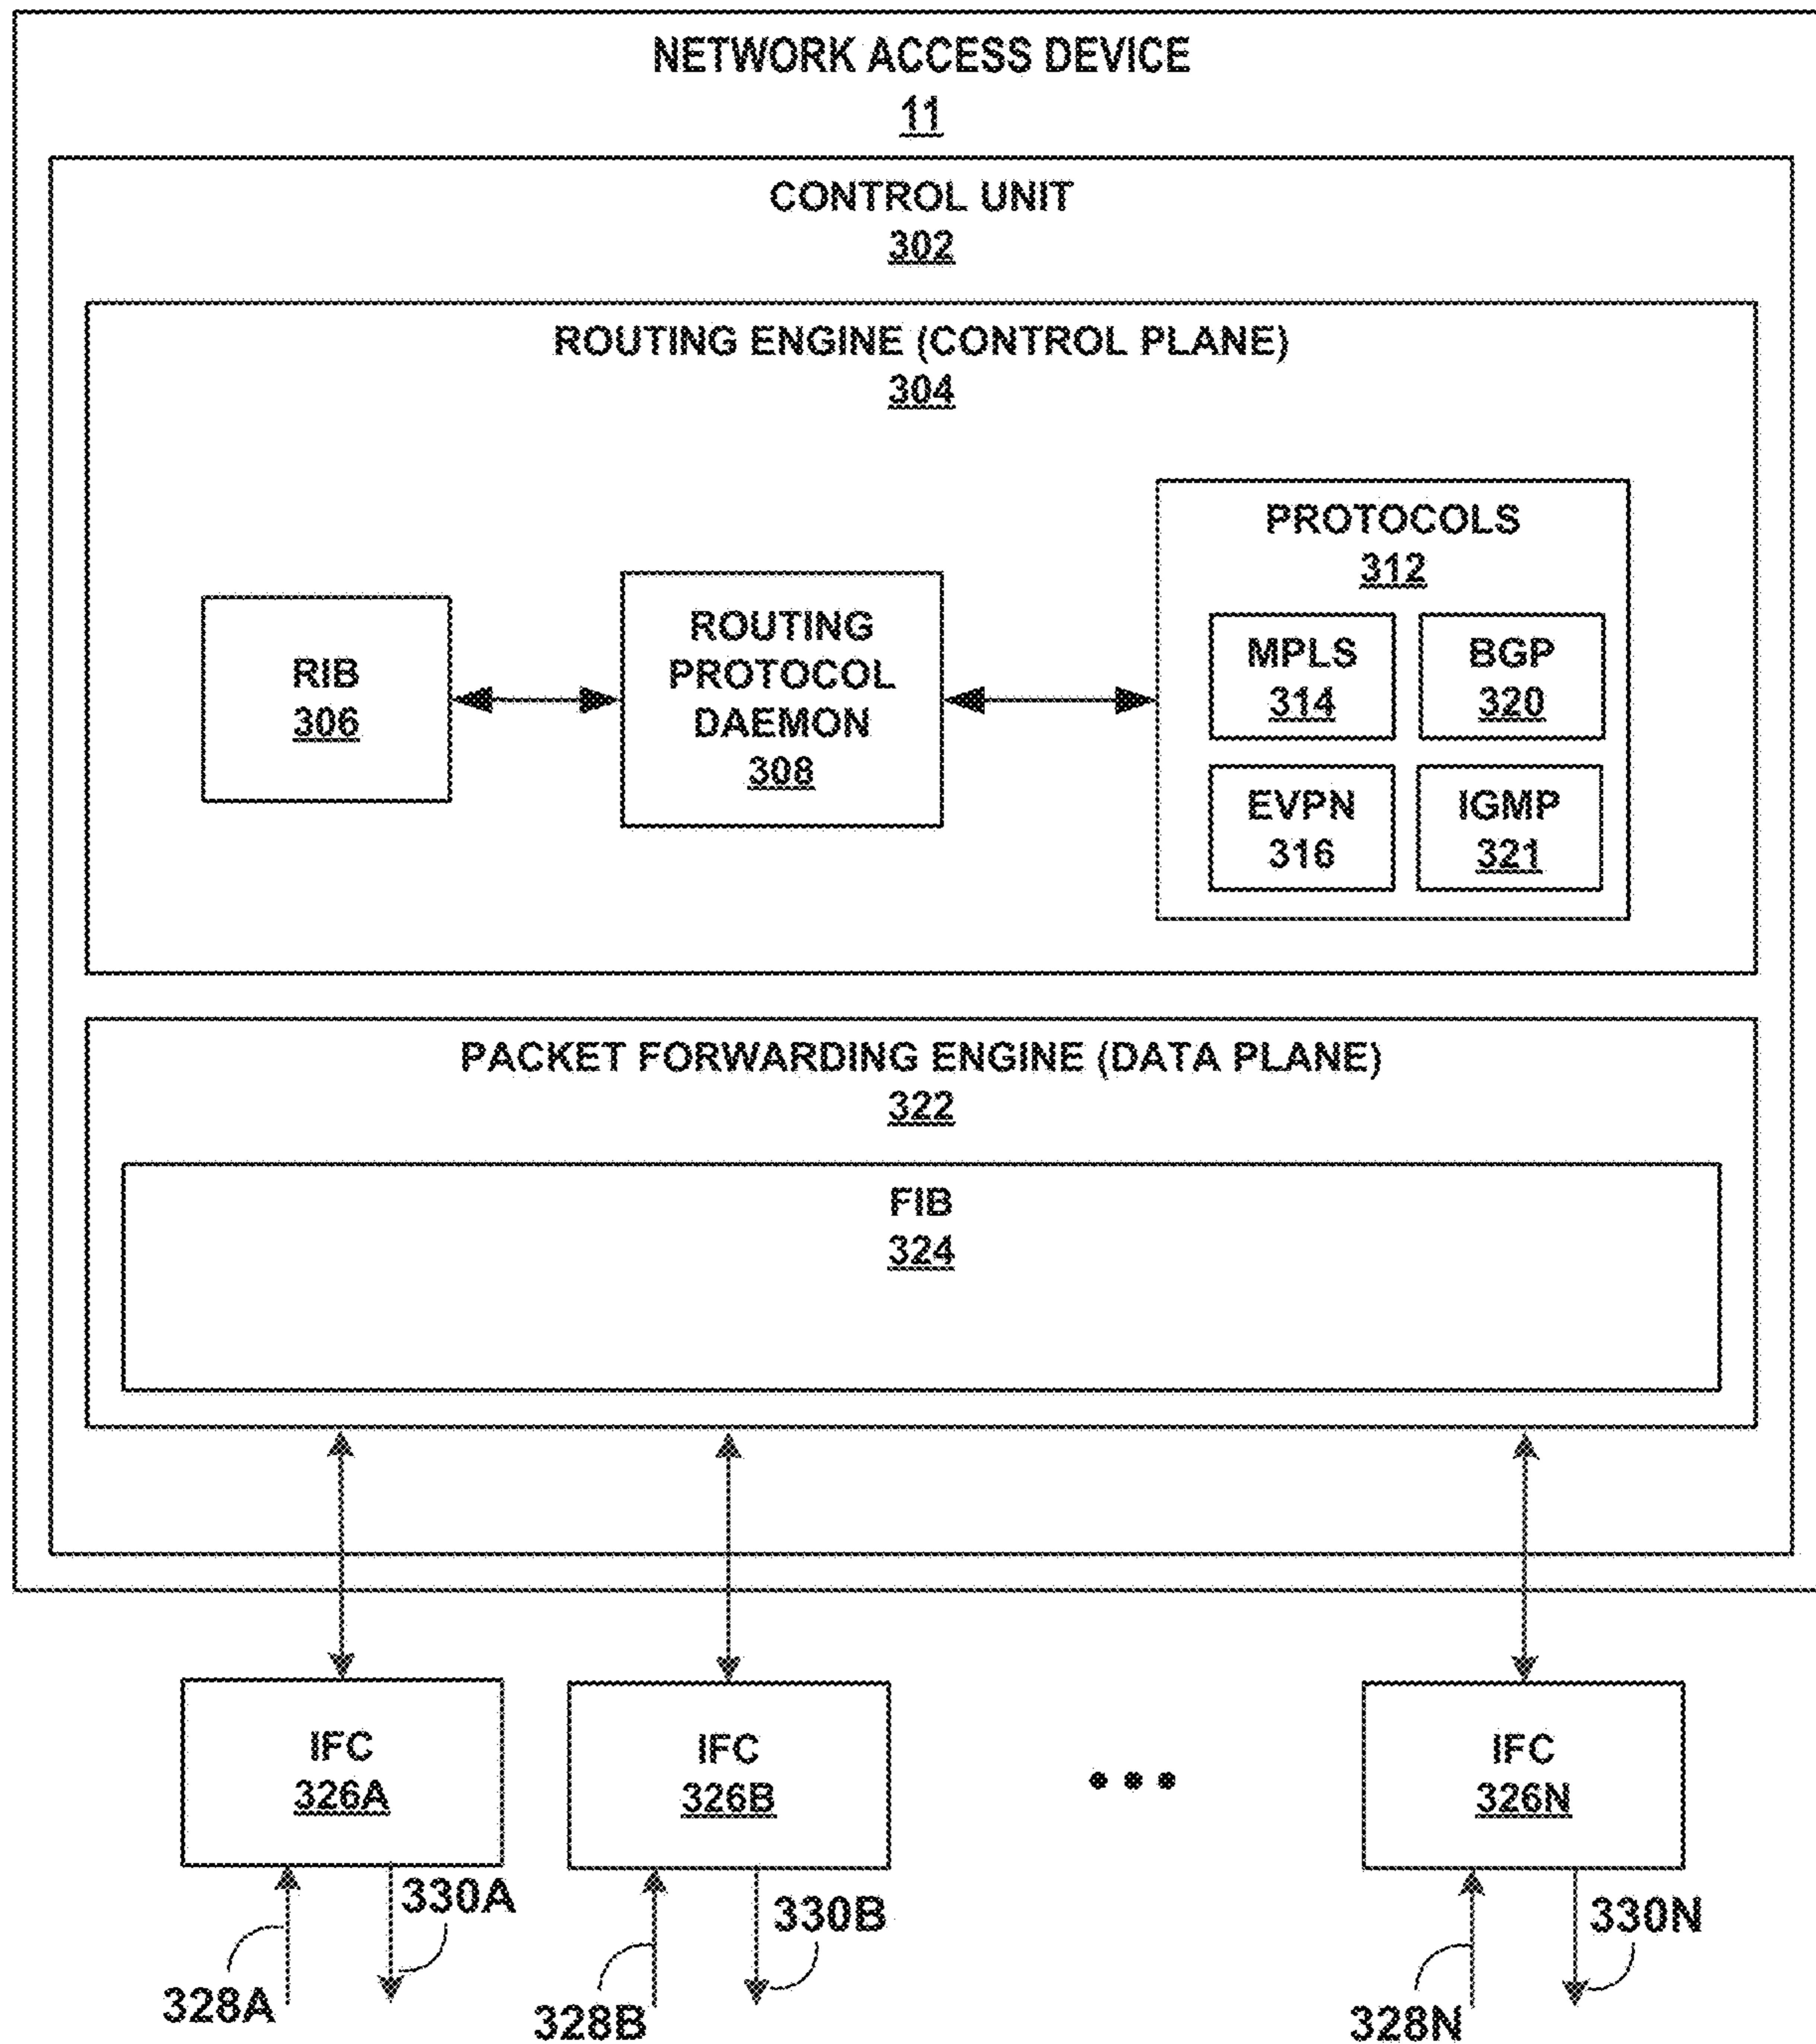 NETWORK ACCESS DEVICE
11
CONTROL UNIT
302
ROUTING ENGINE (CONTROL PLANE)
304
RIB
306
ROUTING
PROTOCOL
DAEMON
308
PROTOCOLS
312
MPLS
314
BGP
320
EVPN
316
IGMP
321
PACKET FORWARDING ENGINE (DATA PLANE)
322
FIB
324
IFC
326A
IFC
326B
IFC
326N
330A
330B
330N
328A
328B
328N